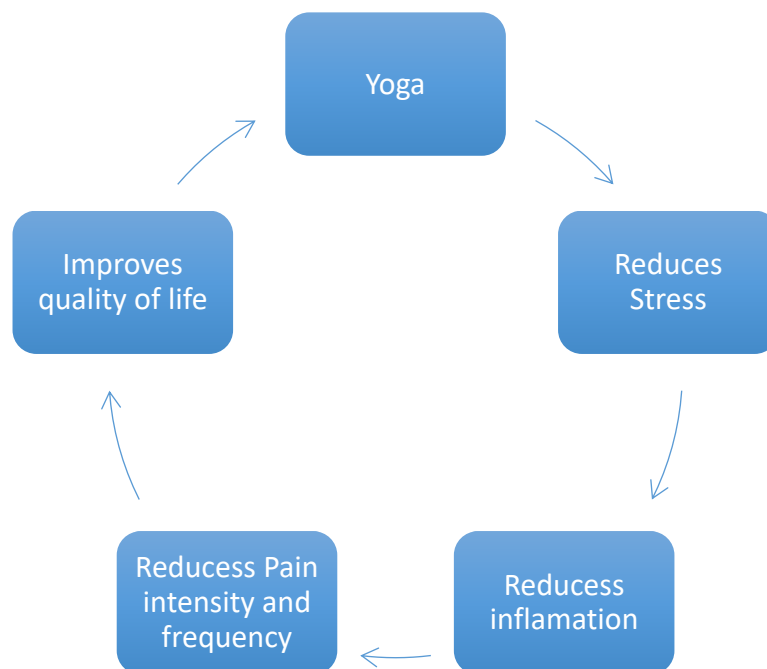 Yoga
Reduces
Stress
Reducess
inflamation
Reducess Pain
intensity and
frequency
Improves
quality of life